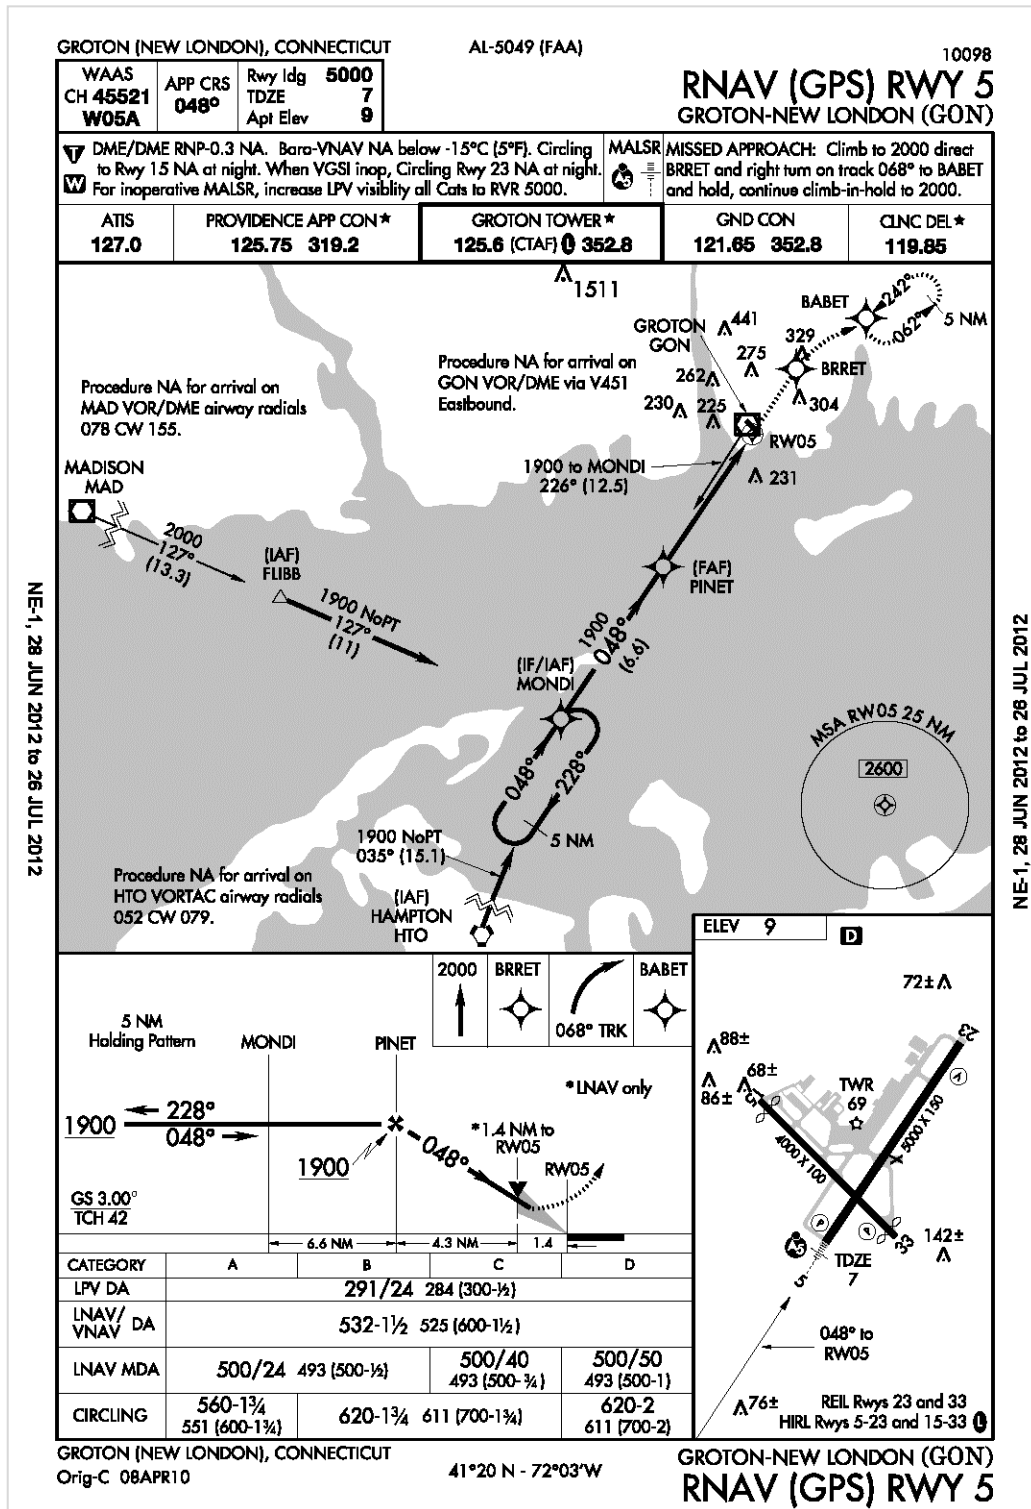 GROTON (NEW LONDON), CONNECTICUT
AL-5049 (FAA)
10098
WAAS
CH 45521
W05A
APP CRS
048°
Rwy ldg 5000
TDZE 7
Apt Elev 9
RNAV (GPS) RWY 5
GROTON-NEW LONDON (GON)
T
W
DME/DME RNP-0.3 NA. Baro-VNAV NA below -15°C (5°F). Circling
to Rwy 15 NA at night. When VGSI inop, Circling Rwy 23 NA at night.
For inoperative MALSR, increase LPV visiblity all Cats to RVR 5000.
MALSR
A5
MISSED APPROACH: Climb to 2000 direct
BRRET and right turn on track 068° to BABET
and hold, continue climb-in-hold to 2000.
ATIS
127.0
PROVIDENCE APP CON★
125.75 319.2
GROTON TOWER★
125.6 (CTAF) L 352.8
GND CON
121.65 352.8
CLNC DEL★
119.85
1511
BABET
242°
062°
5 NM
GROTON
GON
441
329
275
BRRET
262
304
230
225
RW05
231
Procedure NA for arrival on
GON VOR/DME via V451
Eastbound.
Procedure NA for arrival on
MAD VOR/DME airway radials
078 CW 155.
1900 to MONDI
226° (12.5)
MADISON
MAD
2000
127°
(13.3)
(IAF)
FLIBB
1900 NoPT
127°
(11)
(FAF)
PINET
1900
048°
(6.6)
(IF/IAF)
MONDI
048°
228°
5 NM
MSA RW05 25 NM
2600
1900 NoPT
035° (15.1)
Procedure NA for arrival on
HTO VORTAC airway radials
052 CW 079.
(IAF)
HAMPTON
HTO
NE-1, 28 JUN 2012 to 26 JUL 2012
NE-1, 28 JUN 2012 to 26 JUL 2012
ELEV 9
D
72±
88±
86±
68±
TWR
69
23
15
4000 X 100
5000 X 150
33
142±
P
P
P
A5
TDZE
7
5
048° to
RW05
76±
REIL Rwys 23 and 33
HIRL Rwys 5-23 and 15-33 L
2000
BRRET
068° TRK
BABET
5 NM
Holding Pattern
MONDI
PINET
*LNAV only
1900
228°
048°
1900
048°
*1.4 NM to
RW05
RW05
GS 3.00°
TCH 42
6.6 NM
4.3 NM
1.4
CATEGORY A B C D
LPV DA 291/24 284 (300-½)
LNAV/
VNAV DA 532-1½ 525 (600-1½)
LNAV MDA 500/24 493 (500-½)
500/40
493 (500-¾)
500/50
493 (500-1)
CIRCLING
560-1¾
551 (600-1¾)
620-1¾ 611 (700-1¾)
620-2
611 (700-2)
GROTON (NEW LONDON), CONNECTICUT
Orig-C 08APR10
41°20 N - 72°03'W
GROTON-NEW LONDON (GON)
RNAV (GPS) RWY 5